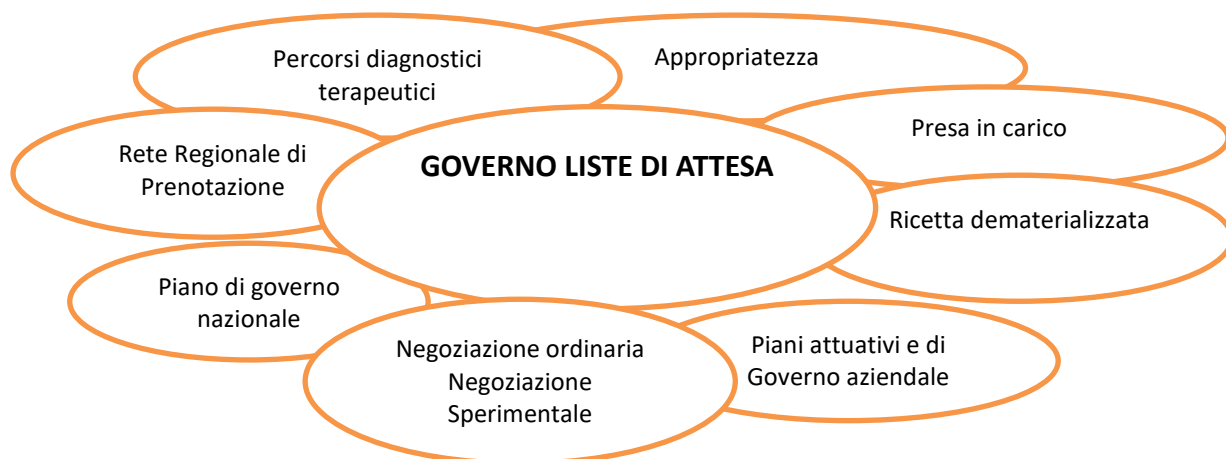 Percorsi diagnostici
terapeutici
Appropriatezza
Presa in carico
Rete Regionale di
Prenotazione
GOVERNO LISTE DI ATTESA
Ricetta dematerializzata
Piano di governo
nazionale
Negoziazione ordinaria
Negoziazione
Sperimentale
Piani attuativi e di
Governo aziendale